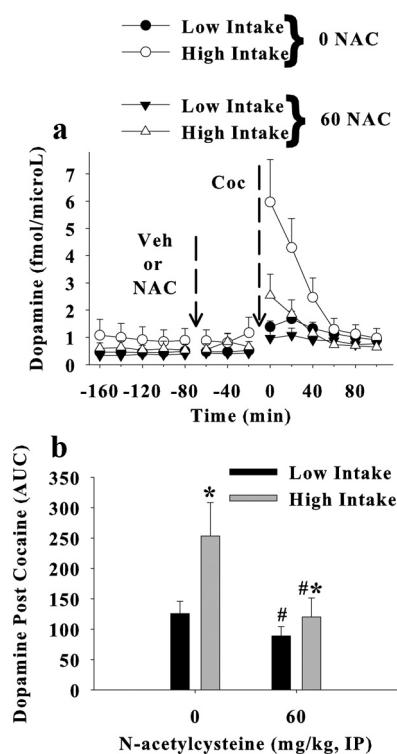 Low Intake
High Intake
} 0 NAC
Low Intake
High Intake
} 60 NAC
a
Dopamine (fmol/microL)
7
6
5
4
3
2
1
0
Veh
or
NAC
Coc
-160 -120 -80 -40 0 40 80
Time (min)
b
Dopamine Post Cocaine (AUC)
350
300
250
200
150
100
50
0
Low Intake
High Intake
*
#
#*
0 60
N-acetylcysteine (mg/kg, IP)